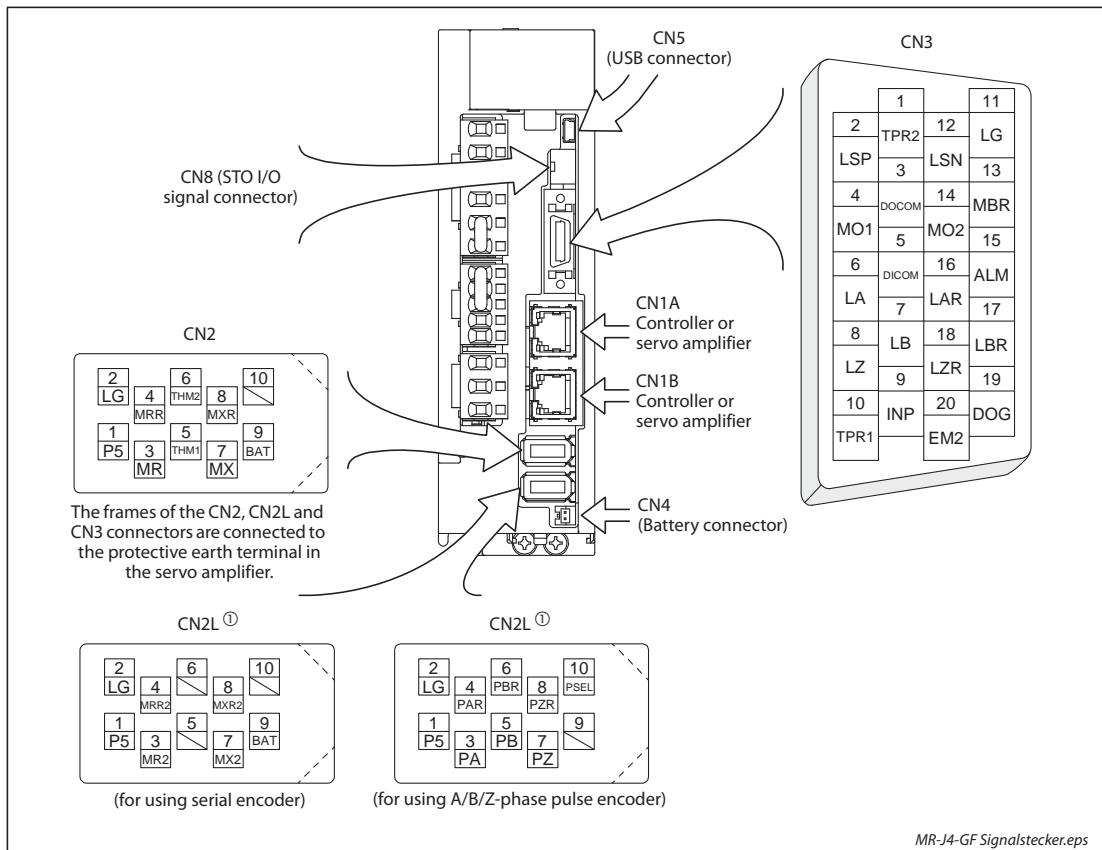 CN5
(USB connector)
CN3
CN8 (STO I/O
signal connector)
1
11
2
TPR2
12
LG
LSP
3
LSN
13
4
DOCOM
14
MBR
MO1
5
MO2
15
6
DICOM
16
ALM
LA
7
LAR
17
8
LB
18
LBR
LZ
9
LZR
19
10
INP
20
DOG
TPR1
EM2
CN1A
Controller or
servo amplifier
CN1B
Controller or
servo amplifier
CN4
(Battery connector)
CN2
2
6
10
LG
4
THM2
8
MRR
MXR
1
5
9
P5
3
THM1
7
BAT
MR
MX
The frames of the CN2, CN2L and
CN3 connectors are connected to
the protective earth terminal in
the servo amplifier.
CN2L ①
2
6
10
LG
4
8
MRR2
MXR2
1
5
9
P5
3
7
BAT
MR2
MX2
(for using serial encoder)
CN2L ①
2
6
10
LG
4
PBR
8
PSEL
PAR
PZR
1
5
9
P5
3
PB
7
PA
PZ
(for using A/B/Z-phase pulse encoder)
MR-J4-GF Signalstecker.eps